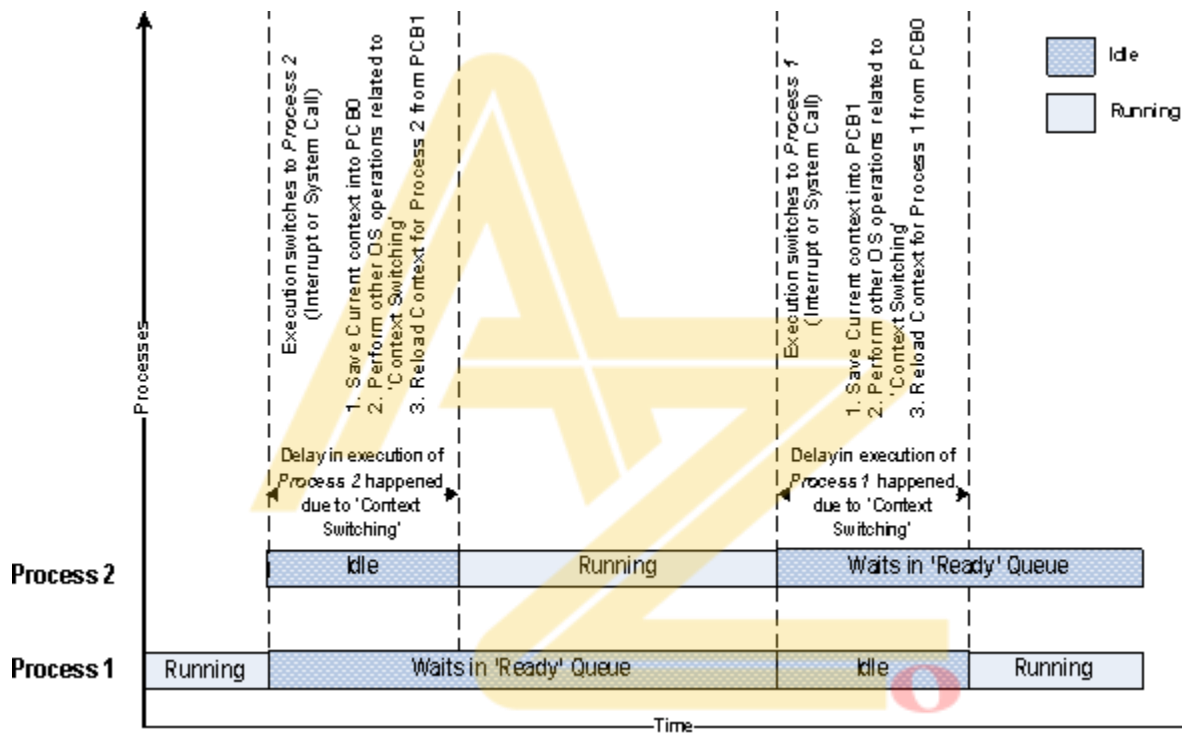 Processes
Execution switches to Process 2
(Interrupt or System Call)
1. Save Current context into PCB0
2. Perform other OS operations related to
'Context Switching'
3. Reload Context for Process 2 from PCB1
Execution switches to Process 1
(Interrupt or System Call)
1. Save Current context into PCB1
2. Perform other OS operations related to
'Context Switching'
3. Reload Context for Process 1 from PCB0
Idle
Running
Delay in execution of
Process 2 happened
due to 'Context
Switching'
Delay in execution of
Process 1 happened
due to 'Context
Switching'
Process 2
Idle
Running
Waits in 'Ready' Queue
Process 1
Running
Waits in 'Ready' Queue
Idle
Running
Time
AZo